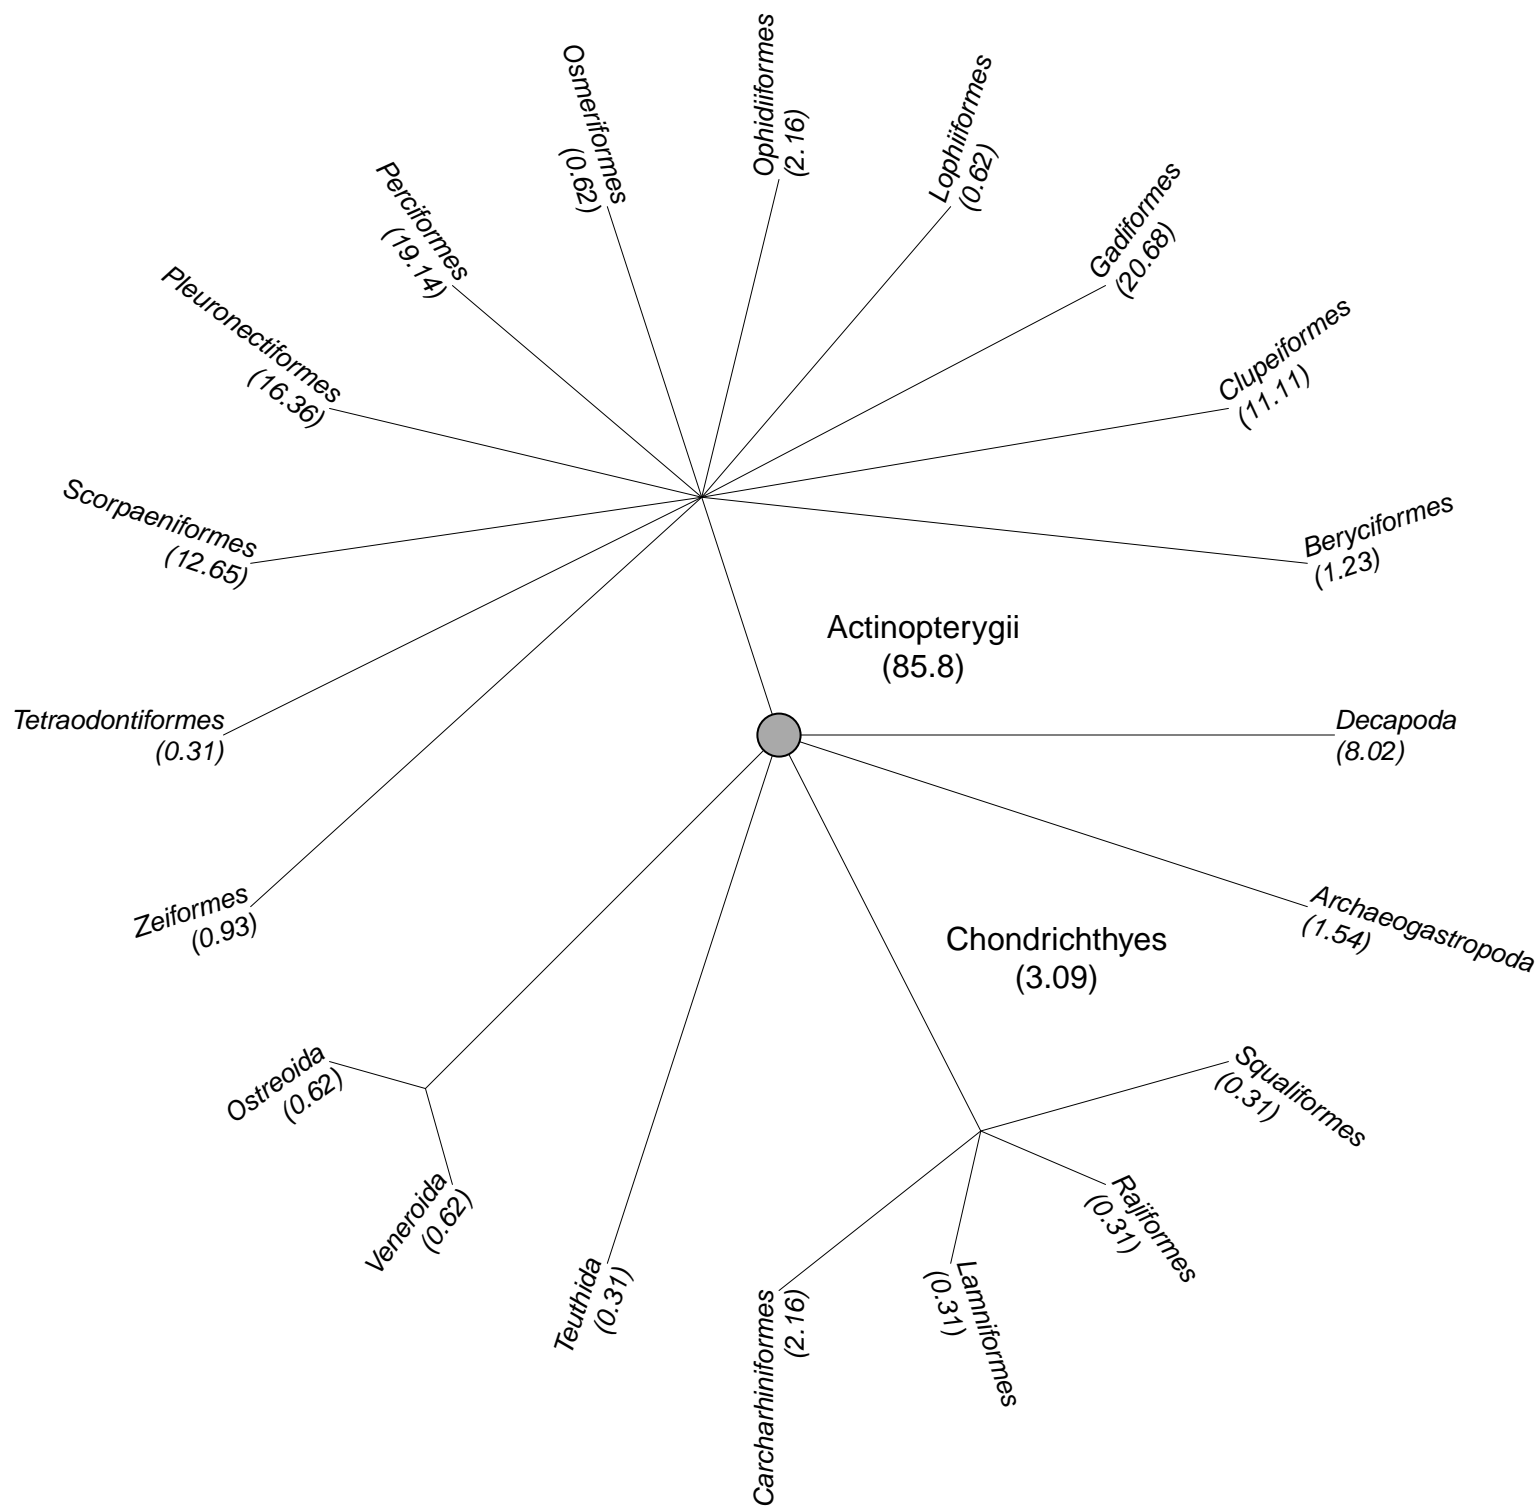 Osmeriformes
(0.62)
Ophidiiformes
(2.16)
Lophiiformes
(0.62)
Perciformes
(19.14)
Gadiformes
(20.68)
Pleuronectiformes
(16.36)
Clupeiformes
(11.11)
Scorpaeniformes
(12.65)
Beryciformes
(1.23)
Actinopterygii
(85.8)
Tetraodontiformes
(0.31)
Decapoda
(8.02)
Zeiformes
(0.93)
Archaeogastropoda
(1.54)
Chondrichthyes
(3.09)
Ostreoida
(0.62)
Squaliformes
(0.31)
Veneroida
(0.62)
Rajiformes
(0.31)
Teuthida
(0.31)
Carcharhiniformes
(2.16)
Lamniformes
(0.31)